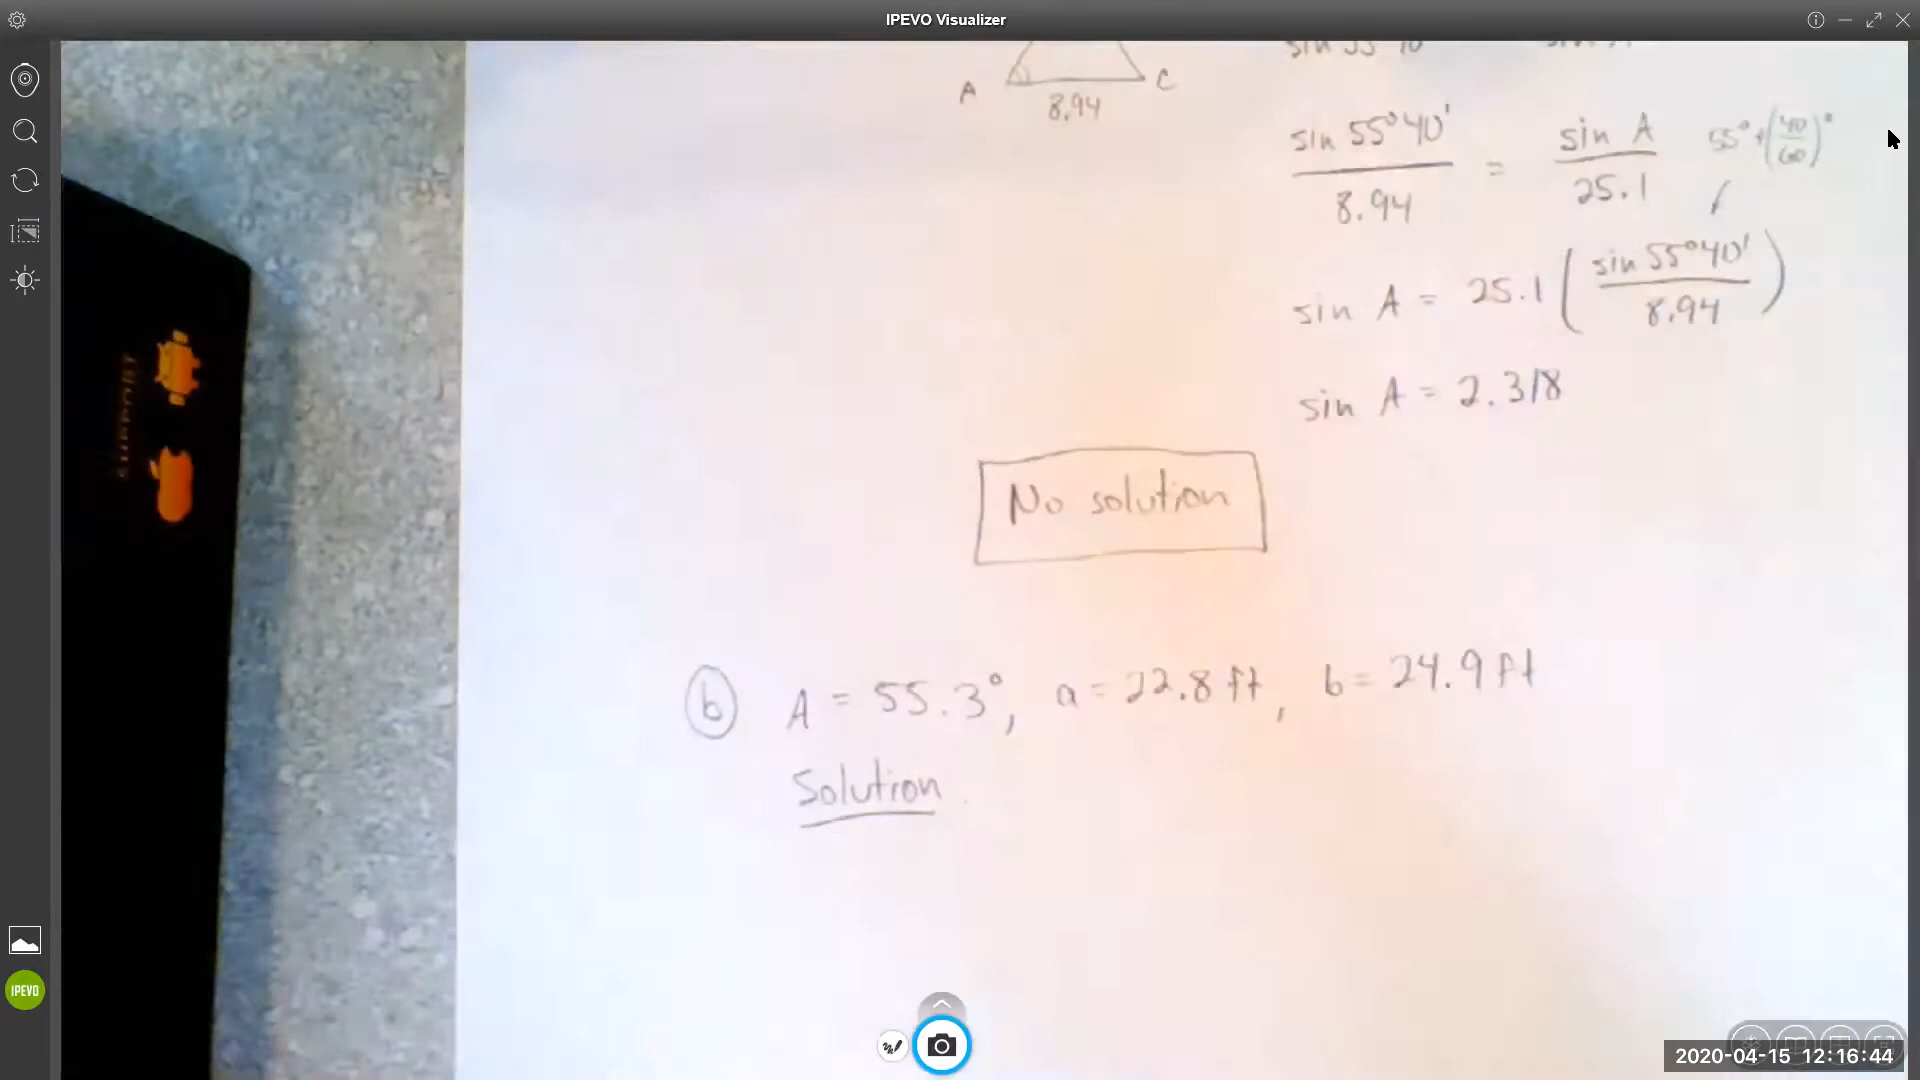 IPEVO Visualizer
A C
8.94
sin 55°40' / 8.94 = sin A / 25.1 55° + (40/60)°
sin A = 25.1 ( sin 55°40' / 8.94 )
sin A = 2.318
No solution
SUPPORT
b A = 55.3°, a = 22.8 ft, b = 24.9 ft
Solution
IPEVO
2020-04-15 12:16:44